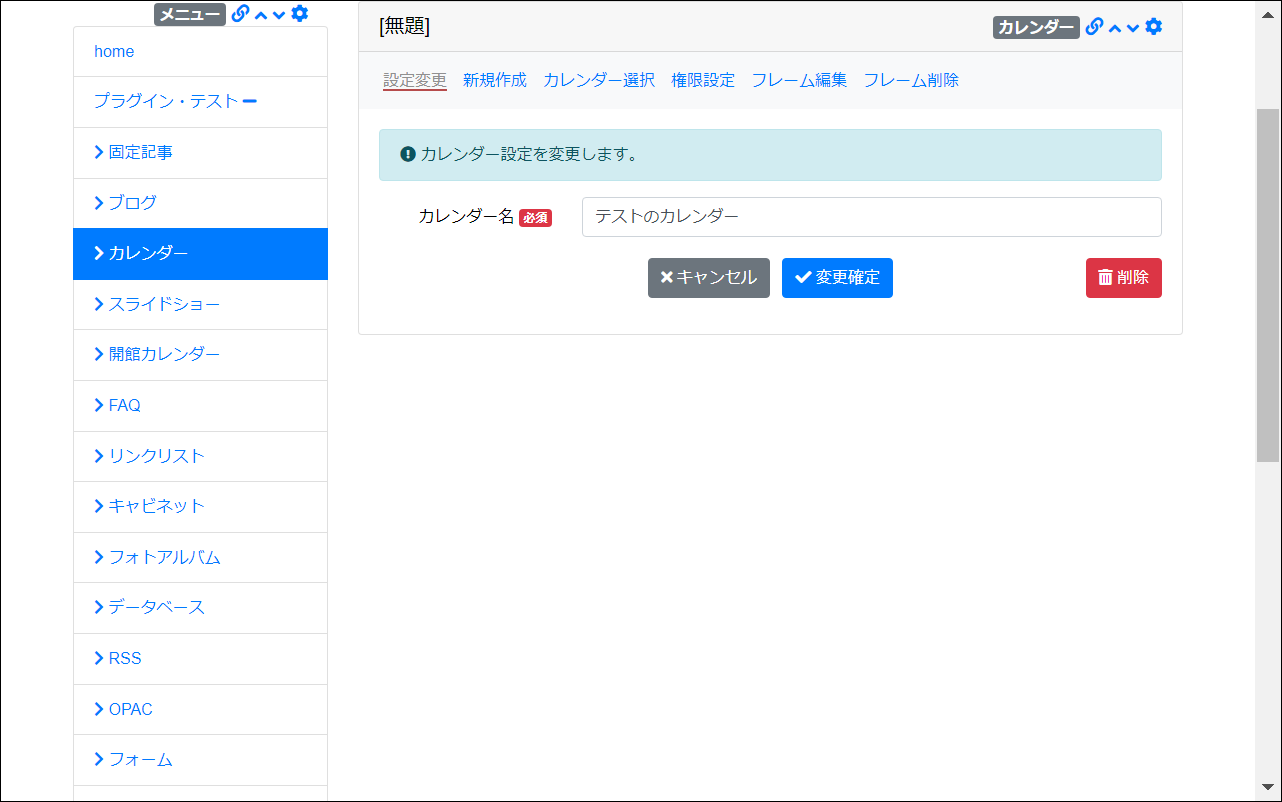 メニュー
home
プラグイン・テスト
固定記事
ブログ
カレンダー
スライドショー
開館カレンダー
FAQ
リンクリスト
キャビネット
フォトアルバム
データベース
RSS
OPAC
フォーム
[無題] カレンダー
設定変更 新規作成 カレンダー選択 権限設定 フレーム編集 フレーム削除
カレンダー設定を変更します。
カレンダー名 必須 テストのカレンダー
キャンセル 変更確定 削除